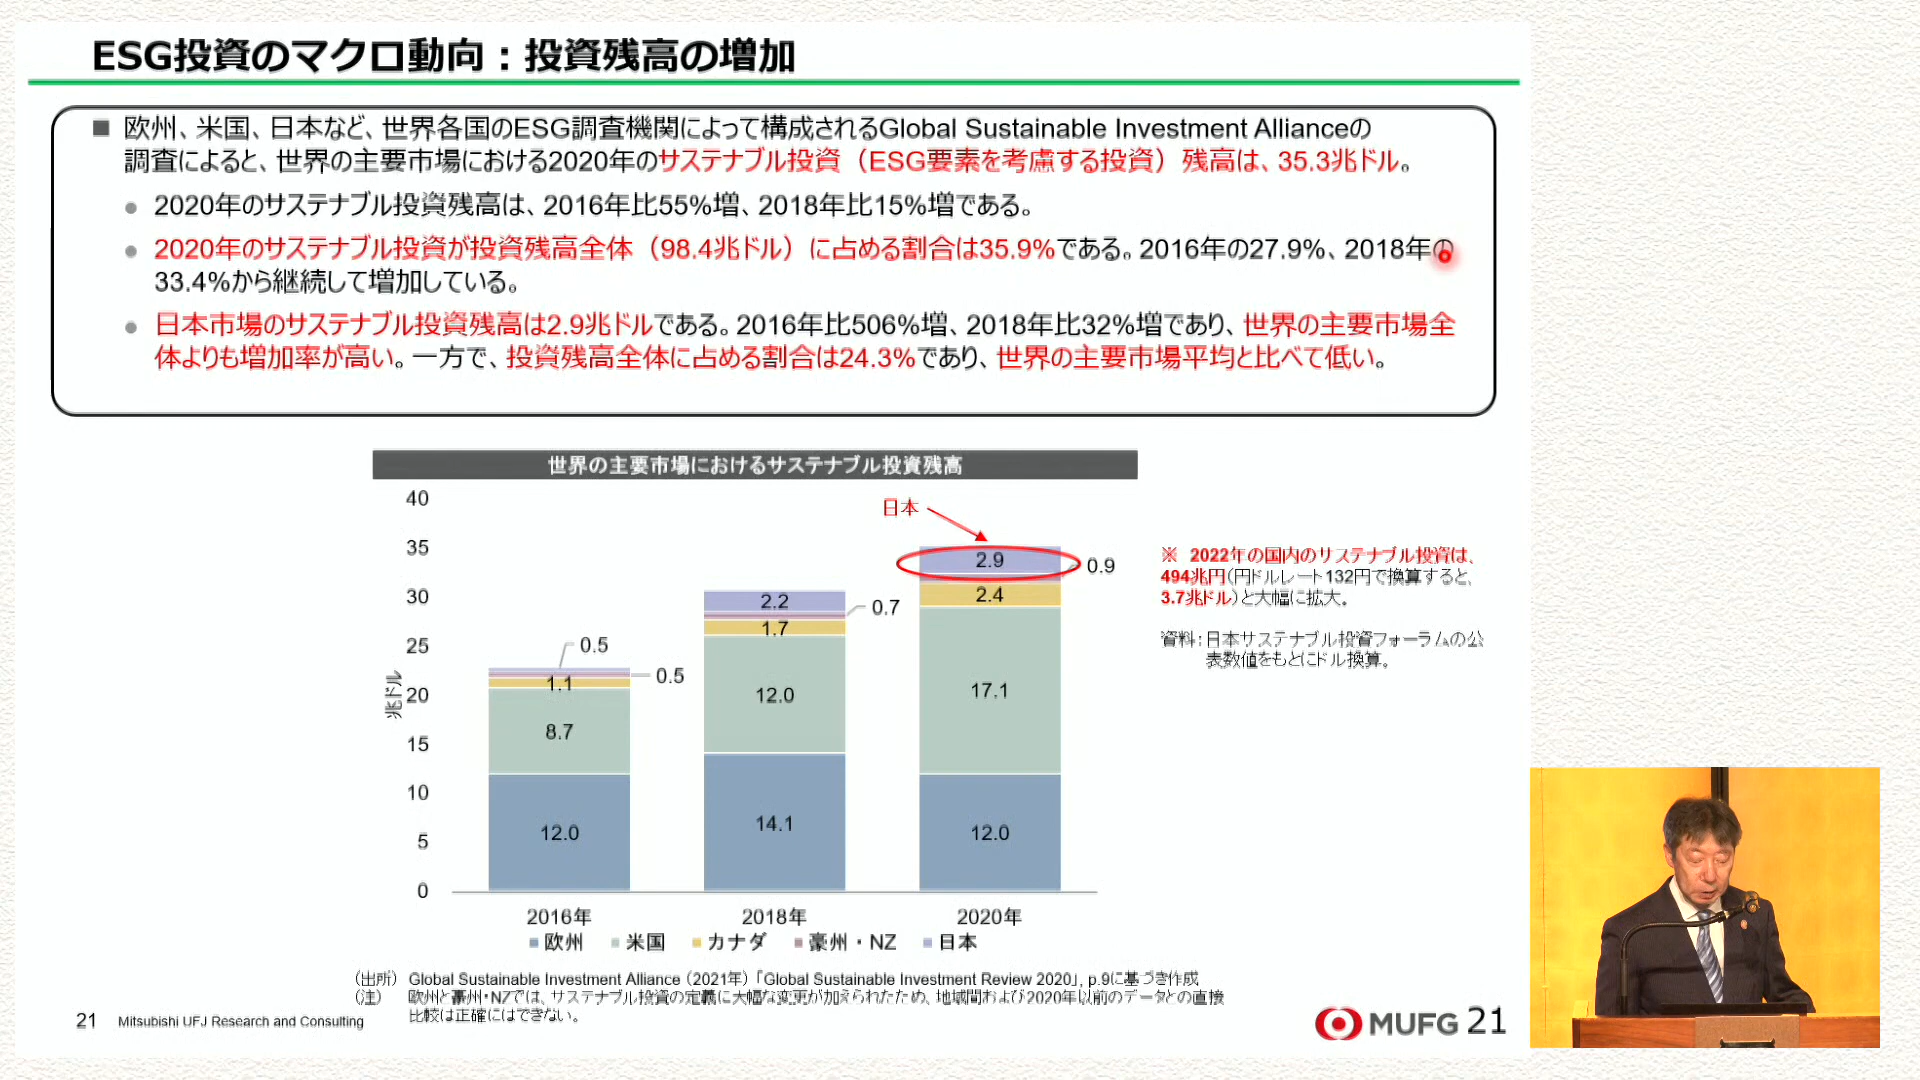 ESG投資のマクロ動向：投資残高の増加
■ 欧州、米国、日本など、世界各国のESG調査機関によって構成されるGlobal Sustainable Investment Allianceの
調査によると、世界の主要市場における2020年のサステナブル投資（ESG要素を考慮する投資）残高は、35.3兆ドル。
● 2020年のサステナブル投資残高は、2016年比55%増、2018年比15%増である。
● 2020年のサステナブル投資が投資残高全体（98.4兆ドル）に占める割合は35.9%である。2016年の27.9%、2018年の
33.4%から継続して増加している。
● 日本市場のサステナブル投資残高は2.9兆ドルである。2016年比506%増、2018年比32%増であり、世界の主要市場全
体よりも増加率が高い。一方で、投資残高全体に占める割合は24.3%であり、世界の主要市場平均と比べて低い。
世界の主要市場におけるサステナブル投資残高
兆ドル
40
35
30
25
20
15
10
5
0
0.5
0.5
1.1
8.7
12.0
2.2
0.7
1.7
12.0
14.1
日本
2.9
0.9
2.4
17.1
12.0
2016年 2018年 2020年
■欧州 ■米国 ■カナダ ■豪州・NZ ■日本
※ 2022年の国内のサステナブル投資は、
494兆円（円ドルレート132円で換算すると、
3.7兆ドル）と大幅に拡大。
資料：日本サステナブル投資フォーラムの公
表数値をもとにドル換算。
（出所） Global Sustainable Investment Alliance（2021年）「Global Sustainable Investment Review 2020」, p.9に基づき作成
（注） 欧州と豪州・NZでは、サステナブル投資の定義に大幅な変更が加えられたため、地域間および2020年以前のデータとの直接
比較は正確にはできない。
21 Mitsubishi UFJ Research and Consulting
MUFG 21